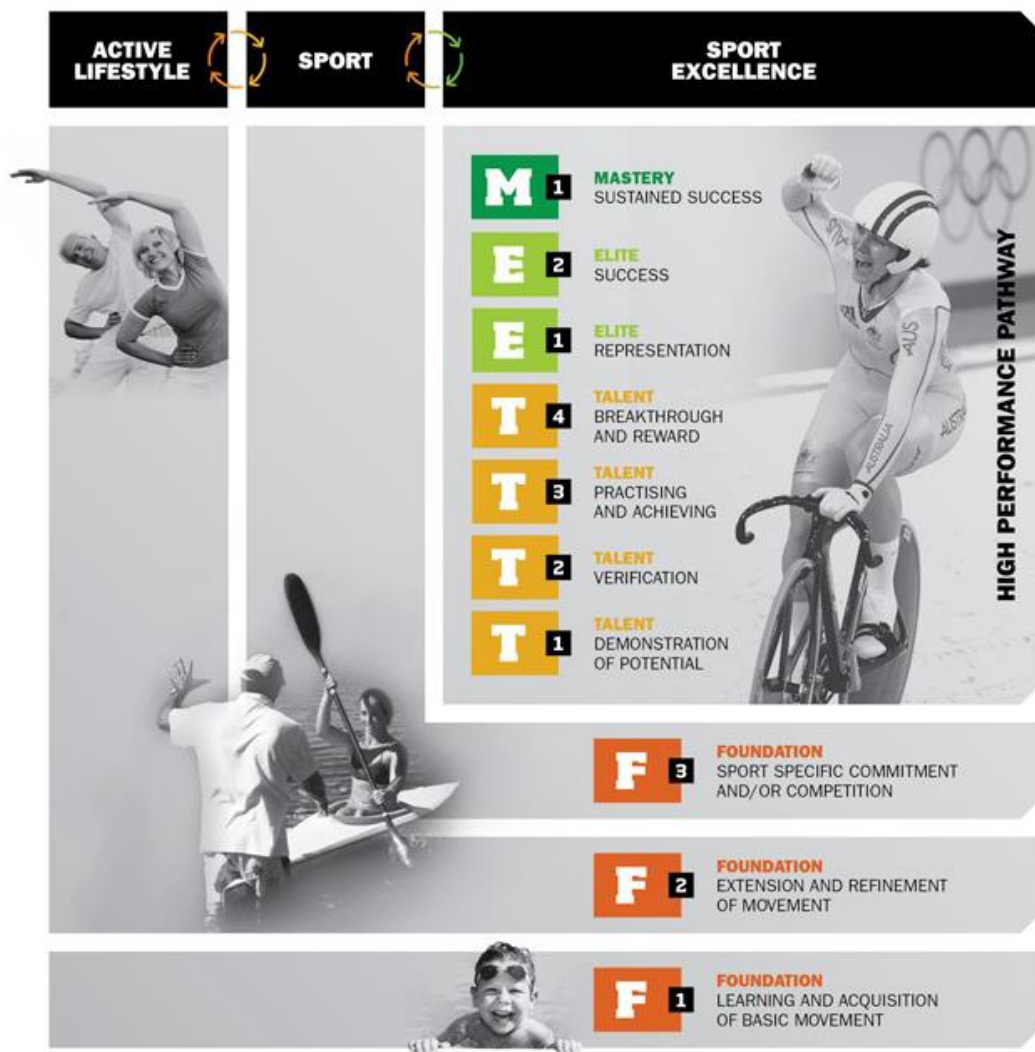 ACTIVE
LIFESTYLE
SPORT
SPORT
EXCELLENCE
M 1
MASTERY
SUSTAINED SUCCESS
E 2
ELITE
SUCCESS
E 1
ELITE
REPRESENTATION
T 4
TALENT
BREAKTHROUGH
AND REWARD
T 3
TALENT
PRACTISING
AND ACHIEVING
T 2
TALENT
VERIFICATION
T 1
TALENT
DEMONSTRATION
OF POTENTIAL
HIGH PERFORMANCE PATHWAY
AUS
AUS
AUSTRALIA
F 3
FOUNDATION
SPORT SPECIFIC COMMITMENT
AND/OR COMPETITION
F 2
FOUNDATION
EXTENSION AND REFINEMENT
OF MOVEMENT
F 1
FOUNDATION
LEARNING AND ACQUISITION
OF BASIC MOVEMENT